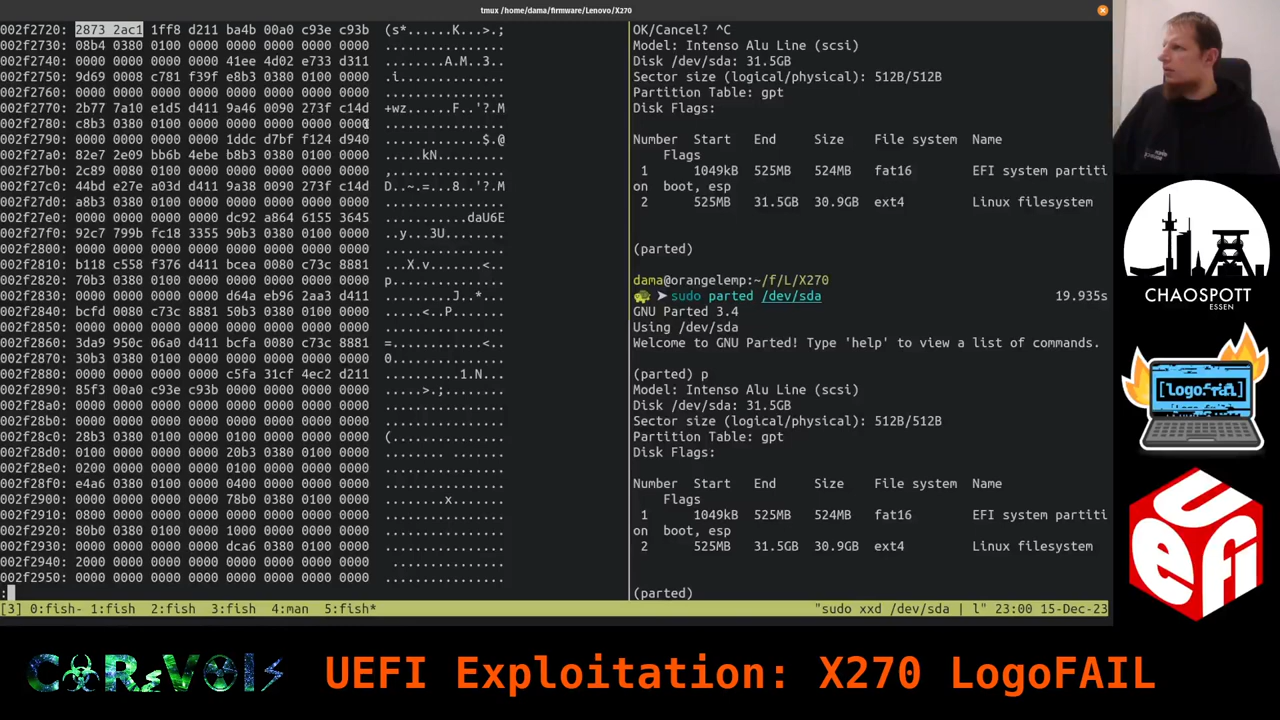 tmux /home/dama/firmware/Lenovo/X270
002f2720: 2873 2ac1 1ff8 d211 ba4b 00a0 c93e c93b (s*......K...>.;
002f2730: 08b4 0380 0100 0000 0000 0000 0000 0000 ................
002f2740: 0000 0000 0000 0000 41ee 4d02 e733 d311 ........A.M..3..
002f2750: 9d69 0008 c781 f39f e8b3 0380 0100 0000 .i..............
002f2760: 0000 0000 0000 0000 0000 0000 0000 0000 ................
002f2770: 2b77 7a10 e1d5 d411 9a46 0090 273f c14d +wz......F..'?.M
002f2780: c8b3 0380 0100 0000 0000 0000 0000 0000 ................
002f2790: 0000 0000 0000 0000 1ddc d7bf f124 d940 .............$.@
002f27a0: 82e7 2e09 bb6b 4ebe b8b3 0380 0100 0000 .....kN.........
002f27b0: 2c89 0080 0100 0000 0000 0000 0000 0000 ,...............
002f27c0: 44bd e27e a03d d411 9a38 0090 273f c14d D..~.=...8..'?.M
002f27d0: a8b3 0380 0100 0000 0000 0000 0000 0000 ................
002f27e0: 0000 0000 0000 0000 dc92 a864 6155 3645 ...........daU6E
002f27f0: 92c7 799b fc18 3355 90b3 0380 0100 0000 ..y...3U........
002f2800: 0000 0000 0000 0000 0000 0000 0000 0000 ................
002f2810: b118 c558 f376 d411 bcea 0080 c73c 8881 ...X.v.......<..
002f2820: 70b3 0380 0100 0000 0000 0000 0000 0000 p...............
002f2830: 0000 0000 0000 0000 d64a eb96 2aa3 d411 .........J..*...
002f2840: bcfd 0080 c73c 8881 50b3 0380 0100 0000 .....<..P.......
002f2850: 0000 0000 0000 0000 0000 0000 0000 0000 ................
002f2860: 3da9 950c 06a0 d411 bcfa 0080 c73c 8881 =............<..
002f2870: 30b3 0380 0100 0000 0000 0000 0000 0000 0...............
002f2880: 0000 0000 0000 0000 c5fa 31cf 4ec2 d211 ..........1.N...
002f2890: 85f3 00a0 c93e c93b 0000 0000 0000 0000 .....>.;........
002f28a0: 0000 0000 0000 0000 0000 0000 0000 0000 ................
002f28b0: 0000 0000 0000 0000 0000 0000 0000 0000 ................
002f28c0: 28b3 0380 0100 0000 0100 0000 0000 0000 (...............
002f28d0: 0100 0000 0000 0000 20b3 0380 0100 0000 ........ .......
002f28e0: 0200 0000 0000 0000 0100 0000 0000 0000 ................
002f28f0: e4a6 0380 0100 0000 0400 0000 0000 0000 ................
002f2900: 0000 0000 0000 0000 78b0 0380 0100 0000 ........x.......
002f2910: 0800 0000 0000 0000 0000 0000 0000 0000 ................
002f2920: 80b0 0380 0100 0000 1000 0000 0000 0000 ................
002f2930: 0000 0000 0000 0000 dca6 0380 0100 0000 ................
002f2940: 2000 0000 0000 0000 0000 0000 0000 0000  ...............
002f2950: 0000 0000 0000 0000 0000 0000 0000 0000 ................
:
OK/Cancel? ^C
Model: Intenso Alu Line (scsi)
Disk /dev/sda: 31.5GB
Sector size (logical/physical): 512B/512B
Partition Table: gpt
Disk Flags:
Number Start End Size File system Name
Flags
1 1049kB 525MB 524MB fat16 EFI system partiti
on boot, esp
2 525MB 31.5GB 30.9GB ext4 Linux filesystem
(parted)
dama@orangelemp:~/f/L/X270
🐢 ➤ sudo parted /dev/sda 19.935s
GNU Parted 3.4
Using /dev/sda
Welcome to GNU Parted! Type 'help' to view a list of commands.
(parted) p
Model: Intenso Alu Line (scsi)
Disk /dev/sda: 31.5GB
Sector size (logical/physical): 512B/512B
Partition Table: gpt
Disk Flags:
Number Start End Size File system Name
Flags
1 1049kB 525MB 524MB fat16 EFI system partiti
on boot, esp
2 525MB 31.5GB 30.9GB ext4 Linux filesystem
(parted)
[3] 0:fish- 1:fish 2:fish 3:fish 4:man 5:fish* "sudo xxd /dev/sda | l" 23:00 15-Dec-23
CHAOSPOTT
ESSEN
[logofail]
UEFI
UEFI Exploitation: X270 LogoFAIL